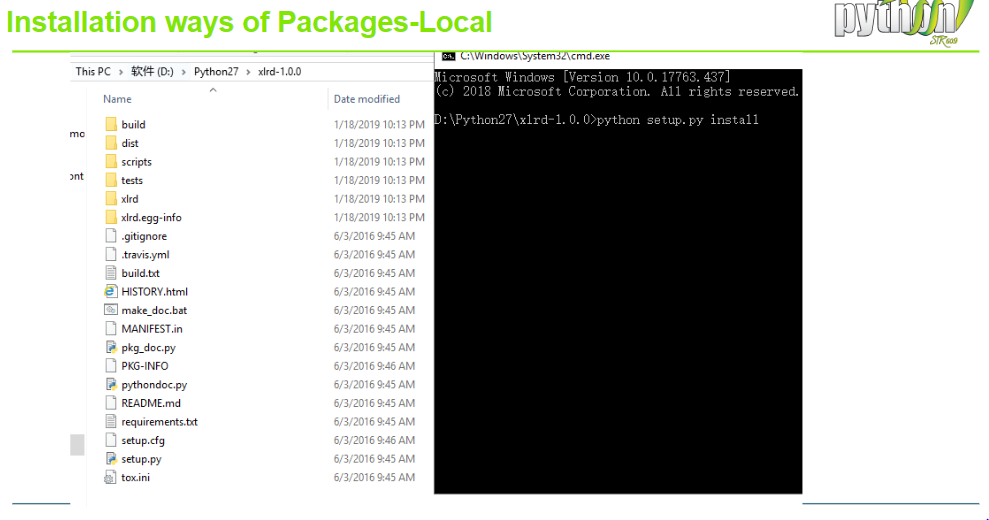 Installation ways of Packages-Local
python
STR609
C:\Windows\System32\cmd.exe
This PC > 软件 (D:) > Python27 > xlrd-1.0.0
Name Date modified
build 1/18/2019 10:13 PM
dist 1/18/2019 10:13 PM
scripts 1/18/2019 10:13 PM
tests 1/18/2019 10:13 PM
xlrd 1/18/2019 10:13 PM
xlrd.egg-info 1/18/2019 10:13 PM
.gitignore 6/3/2016 9:45 AM
.travis.yml 6/3/2016 9:45 AM
build.txt 6/3/2016 9:45 AM
HISTORY.html 6/3/2016 9:45 AM
make_doc.bat 6/3/2016 9:45 AM
MANIFEST.in 6/3/2016 9:45 AM
pkg_doc.py 6/3/2016 9:45 AM
PKG-INFO 6/3/2016 9:46 AM
pythondoc.py 6/3/2016 9:45 AM
README.md 6/3/2016 9:45 AM
requirements.txt 6/3/2016 9:45 AM
setup.cfg 6/3/2016 9:46 AM
setup.py 6/3/2016 9:45 AM
tox.ini 6/3/2016 9:45 AM
Microsoft Windows [Version 10.0.17763.437]
(c) 2018 Microsoft Corporation. All rights reserved.
D:\Python27\xlrd-1.0.0>python setup.py install